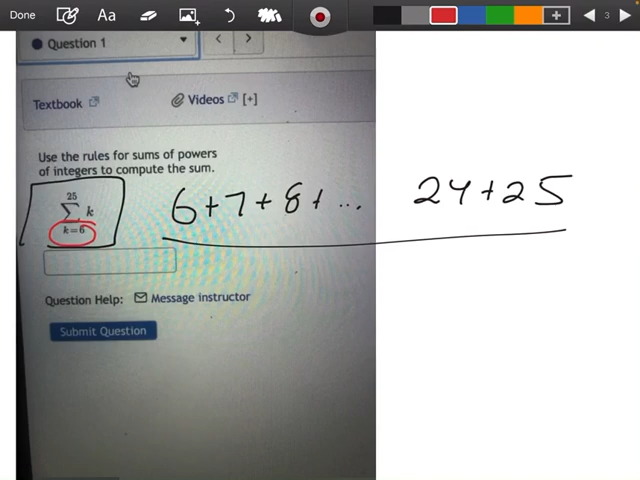 Done Aa 3
Question 1
Textbook Videos [+]
Use the rules for sums of powers
of integers to compute the sum.
25
∑ k
k=6
6+7+8+... 24+25
Question Help: Message instructor
Submit Question